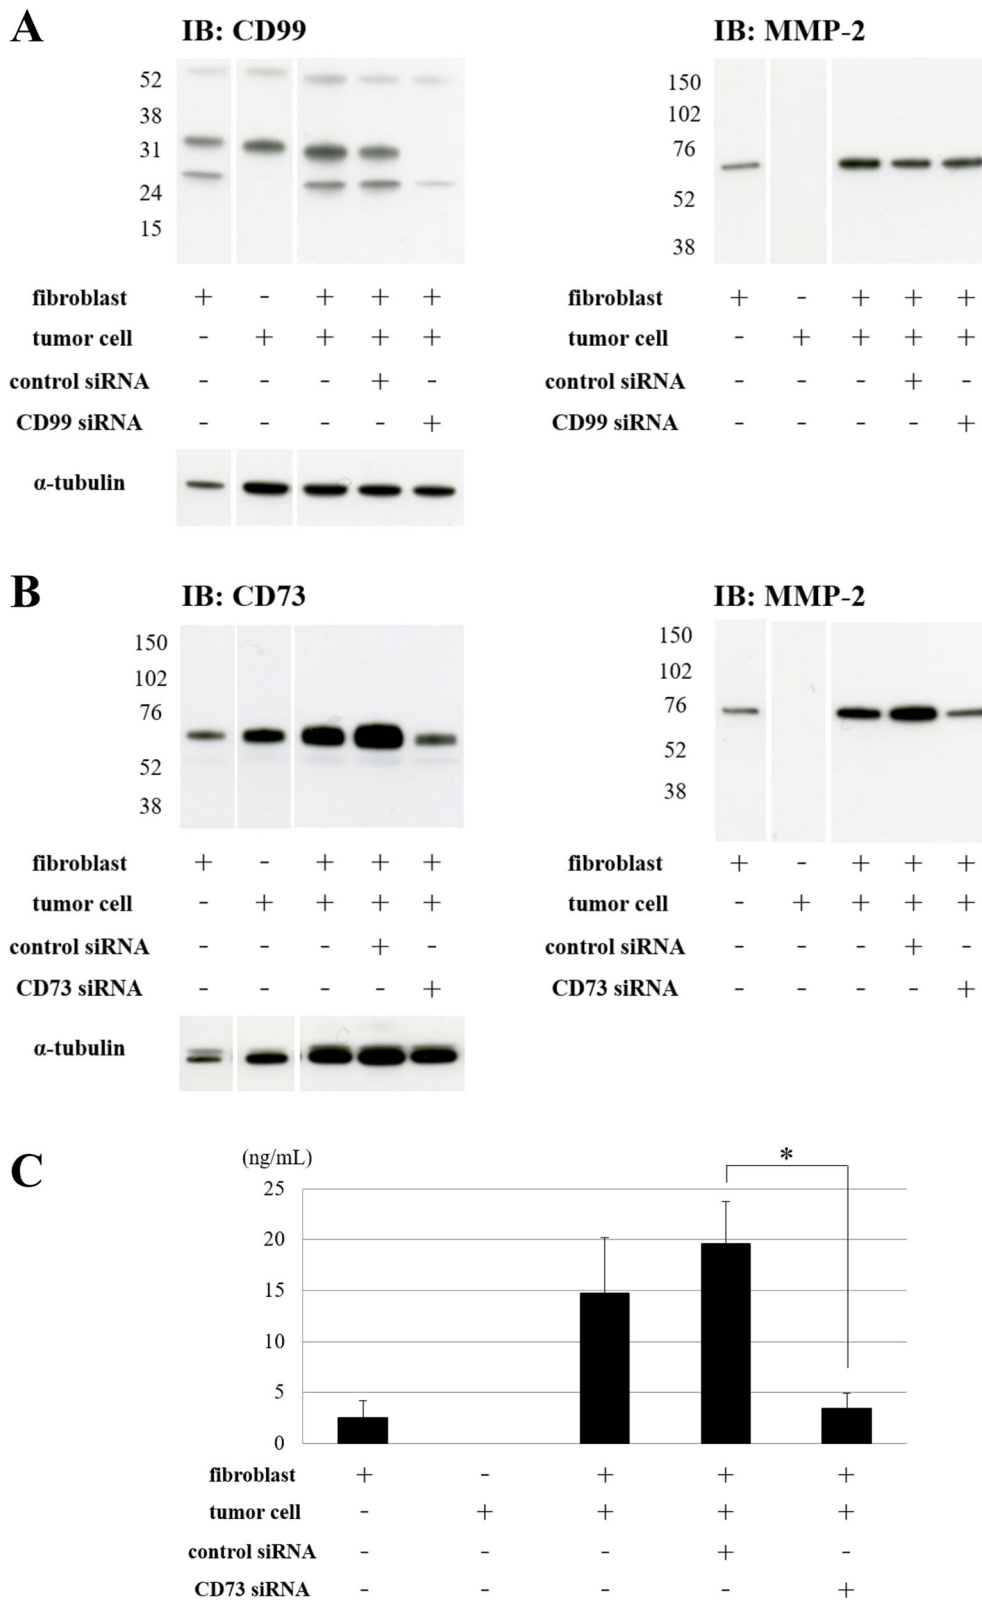 A
IB: CD99
52
38
31
24
15
fibroblast + - + + +
tumor cell - + + + +
control siRNA - - - + -
CD99 siRNA - - - - +
α-tubulin
IB: MMP-2
150
102
76
52
38
fibroblast + - + + +
tumor cell - + + + +
control siRNA - - - + -
CD99 siRNA - - - - +
B
IB: CD73
150
102
76
52
38
fibroblast + - + + +
tumor cell - + + + +
control siRNA - - - + -
CD73 siRNA - - - - +
α-tubulin
IB: MMP-2
150
102
76
52
38
fibroblast + - + + +
tumor cell - + + + +
control siRNA - - - + -
CD73 siRNA - - - - +
C
(ng/mL)
*
25
20
15
10
5
0
fibroblast + - + + +
tumor cell - + + + +
control siRNA - - - + -
CD73 siRNA - - - - +